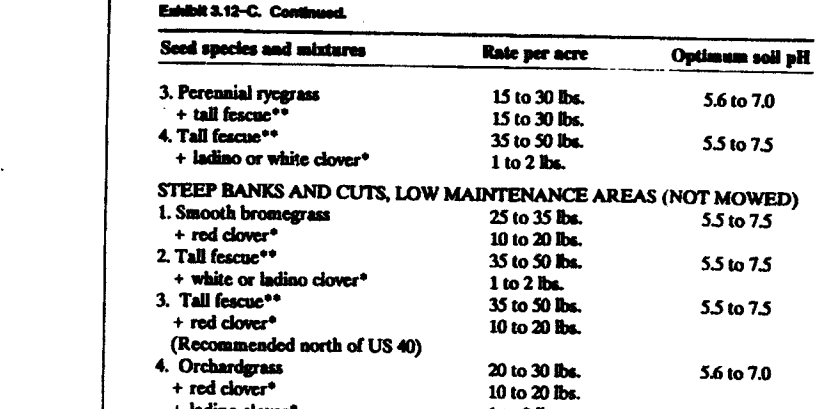 Exhibit 3.12-C. Continued.
Seed species and mixtures Rate per acre Optimum soil pH
3. Perennial ryegrass 15 to 30 lbs. 5.6 to 7.0
+ tall fescue** 15 to 30 lbs.
4. Tall fescue** 35 to 50 lbs. 5.5 to 7.5
+ ladino or white clover* 1 to 2 lbs.
STEEP BANKS AND CUTS, LOW MAINTENANCE AREAS (NOT MOWED)
1. Smooth bromegrass 25 to 35 lbs. 5.5 to 7.5
+ red clover* 10 to 20 lbs.
2. Tall fescue** 35 to 50 lbs. 5.5 to 7.5
+ white or ladino clover* 1 to 2 lbs.
3. Tall fescue** 35 to 50 lbs. 5.5 to 7.5
+ red clover* 10 to 20 lbs.
(Recommended north of US 40)
4. Orchardgrass 20 to 30 lbs. 5.6 to 7.0
+ red clover* 10 to 20 lbs.
+ ladino clover*